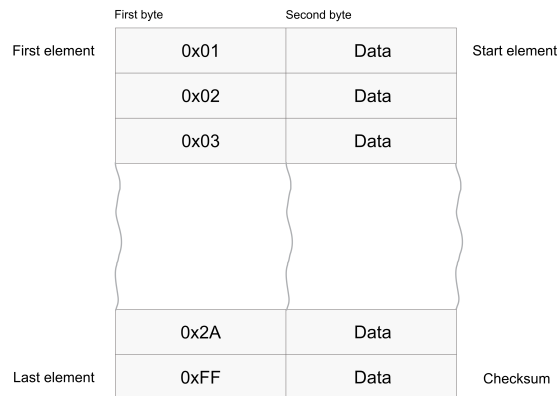 First byte Second byte
First element 0x01 Data Start element
0x02 Data
0x03 Data
0x2A Data
Last element 0xFF Data Checksum